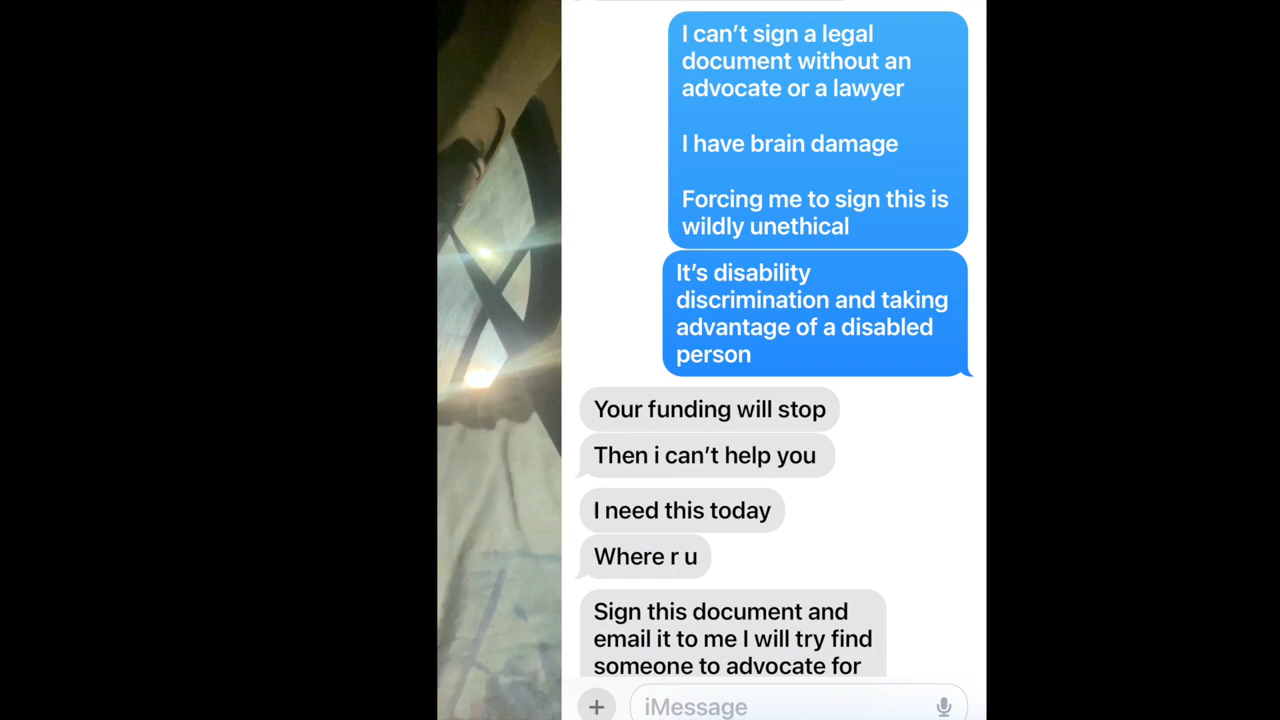 I can’t sign a legal
document without an
advocate or a lawyer
I have brain damage
Forcing me to sign this is
wildly unethical
It’s disability
discrimination and taking
advantage of a disabled
person
Your funding will stop
Then i can’t help you
I need this today
Where r u
Sign this document and
email it to me I will try find
someone to advocate for
iMessage